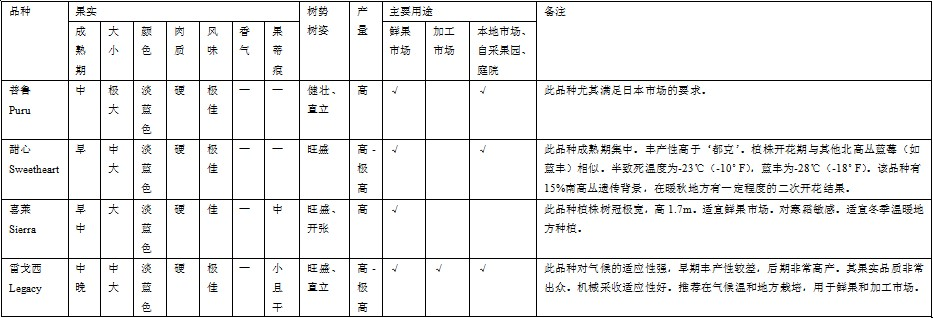 品种 果实 树势树姿 产量 主要用途 备注
成熟期 大小 颜色 肉质 风味 香气 果蒂痕 鲜果市场 加工市场 本地市场、自采果园、庭院
普鲁 Puru 中 极大 淡蓝色 硬 极佳 一 一 健壮、直立 高 √ √ 此品种尤其满足日本市场的要求。
甜心 Sweetheart 早 中 淡蓝色 硬 极佳 一 一 旺盛 高-极高 √ √ 此品种成熟期集中。丰产性高于‘都克’。植株开花期与其他北高丛蓝莓（如
蓝丰）相似。半致死温度为-23℃（-10°F），蓝丰为-28℃（-18°F）。该品种有
15%南高丛遗传背景，在暖秋地方有一定程度的二次开花结果。
喜莱 Sierra 早中 大 淡蓝色 硬 佳 一 中 旺盛、开张 高 √ 此品种植株树冠极宽，高 1.7m。适宜鲜果市场。对寒霜敏感。适宜冬季温暖地
方种植。
雷戈西 Legacy 中晚 中大 淡蓝色 硬 极佳 一 小且干 旺盛、直立 高-极高 √ √ √ 此品种对气候的适应性强，早期丰产性较差，后期非常高产。其果实品质非常
出众。机械采收适应性好。推荐在气候温和地方栽培，用于鲜果和加工市场。